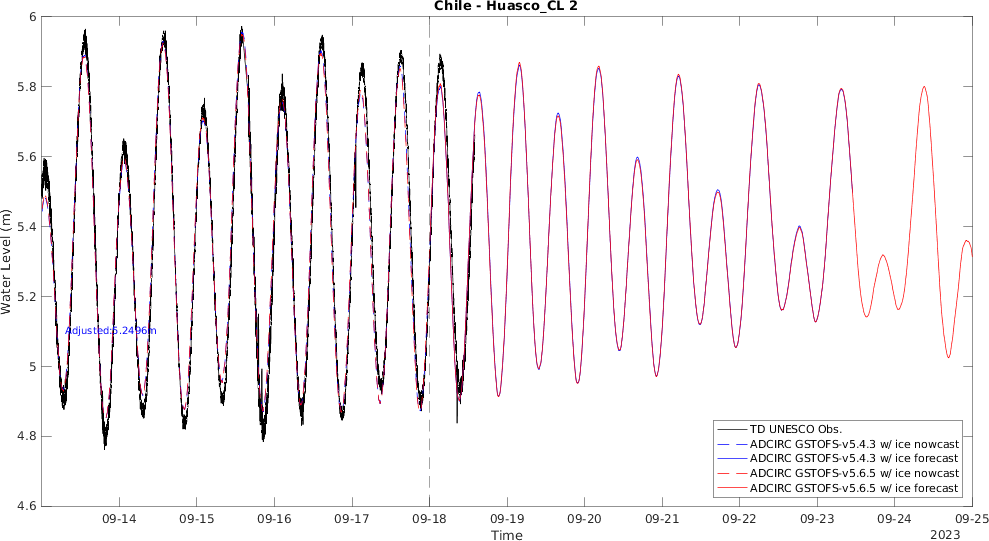 Chile - Huasco_CL 2
Water Level (m)
6
5.8
5.6
5.4
5.2
5
4.8
4.6
Adjusted:5.2496m
TD UNESCO Obs.
ADCIRC GSTOFS-v5.4.3 w/ ice nowcast
ADCIRC GSTOFS-v5.4.3 w/ ice forecast
ADCIRC GSTOFS-v5.6.5 w/ ice nowcast
ADCIRC GSTOFS-v5.6.5 w/ ice forecast
09-14 09-15 09-16 09-17 09-18 09-19 09-20 09-21 09-22 09-23 09-24 09-25
Time
2023